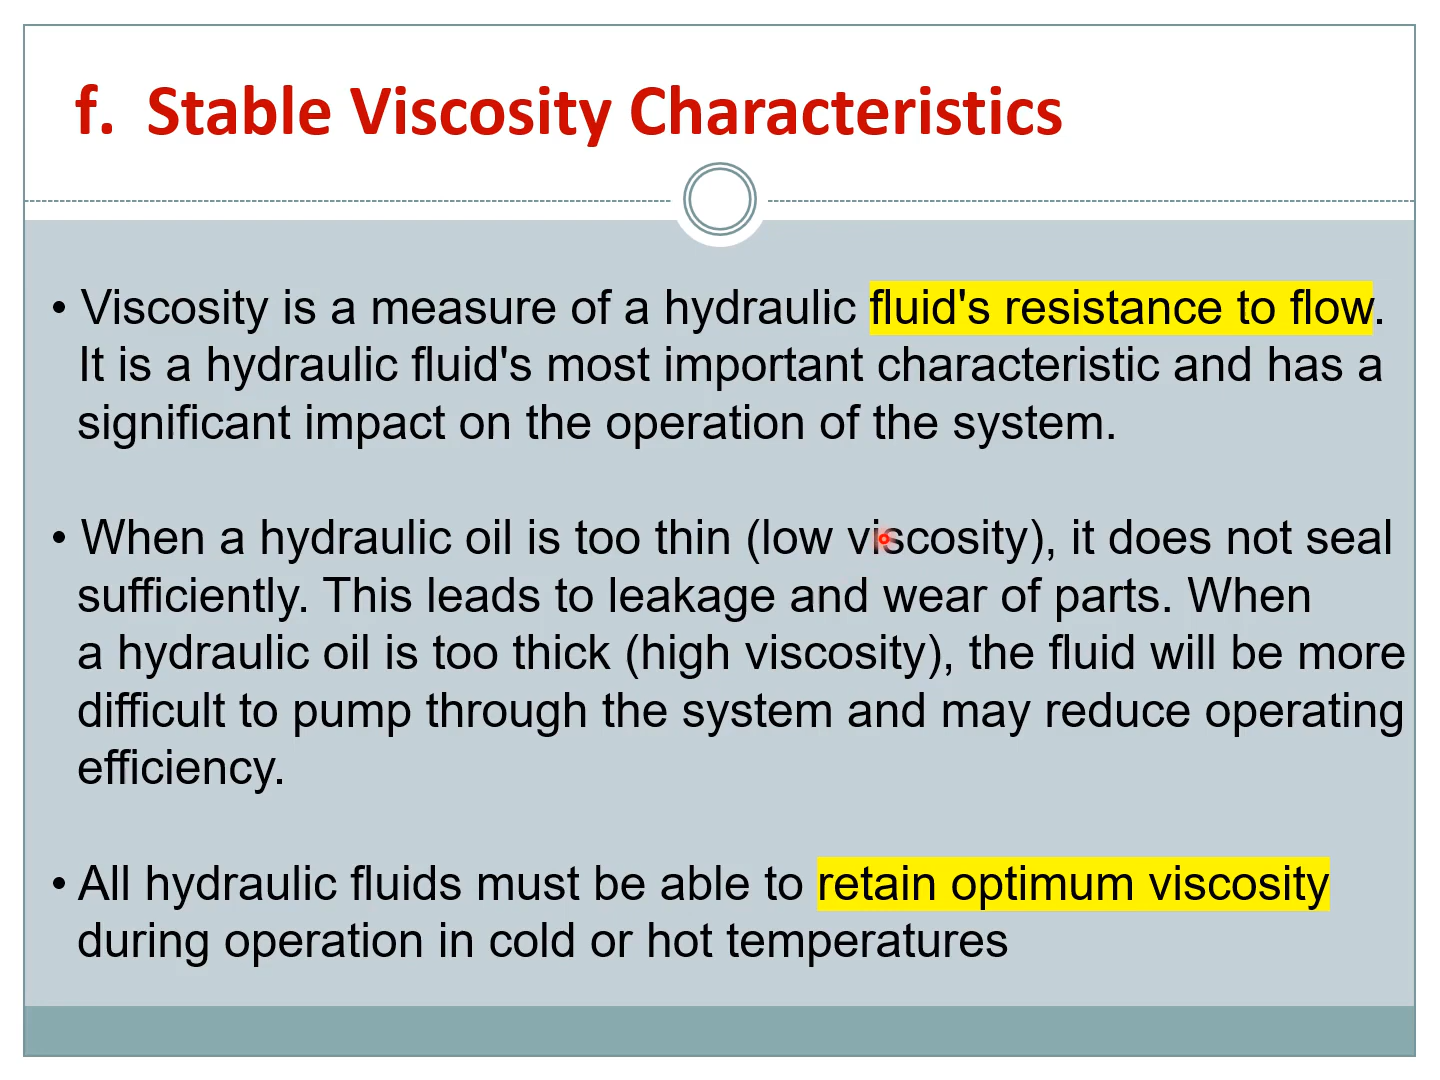 f. Stable Viscosity Characteristics
• Viscosity is a measure of a hydraulic fluid's resistance to flow.
It is a hydraulic fluid's most important characteristic and has a
significant impact on the operation of the system.
• When a hydraulic oil is too thin (low viscosity), it does not seal
sufficiently. This leads to leakage and wear of parts. When
a hydraulic oil is too thick (high viscosity), the fluid will be more
difficult to pump through the system and may reduce operating
efficiency.
• All hydraulic fluids must be able to retain optimum viscosity
during operation in cold or hot temperatures